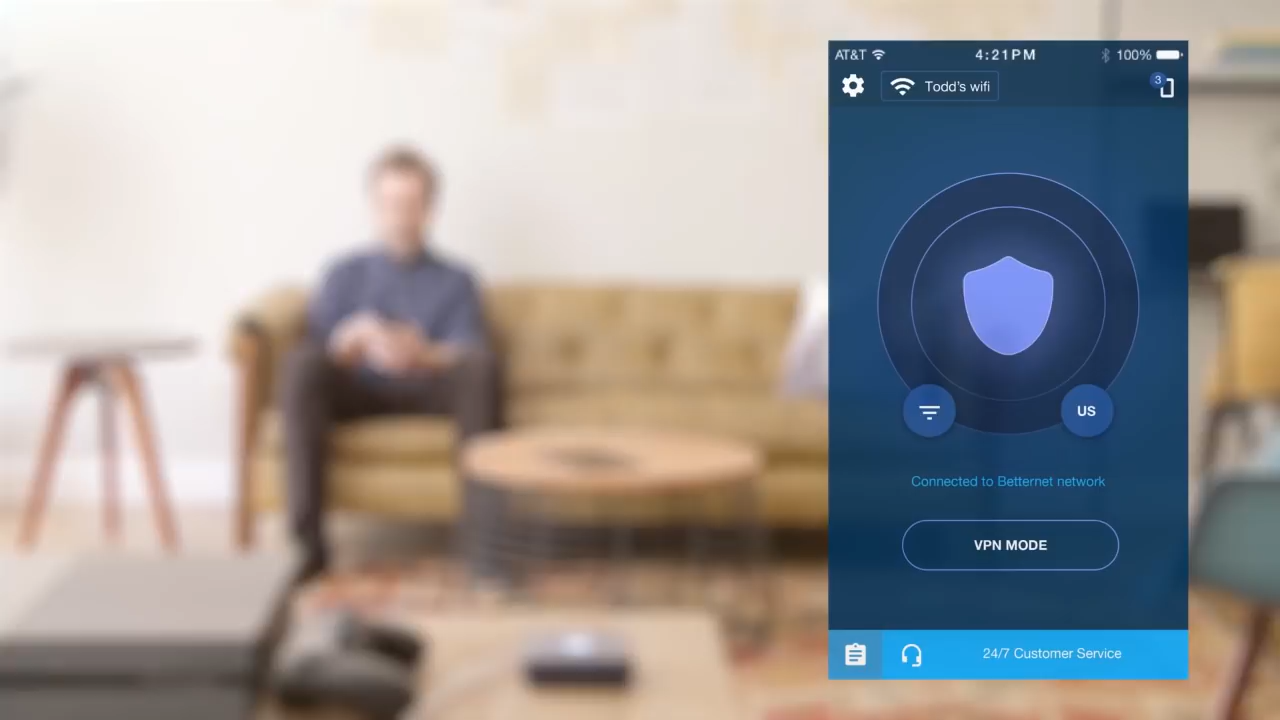 AT&T 4:21PM 100%
Todd's wifi 3
US
Connected to Betternet network
VPN MODE
24/7 Customer Service